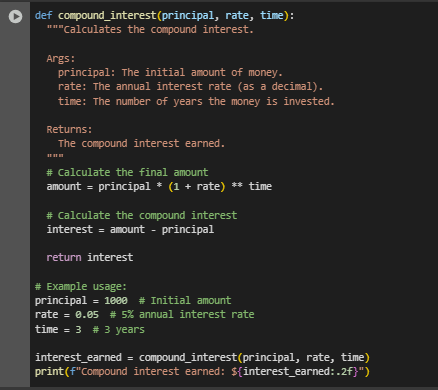 def compound_interest(principal, rate, time):
  """Calculates the compound interest.

  Args:
    principal: The initial amount of money.
    rate: The annual interest rate (as a decimal).
    time: The number of years the money is invested.

  Returns:
    The compound interest earned.
  """
  # Calculate the final amount
  amount = principal * (1 + rate) ** time

  # Calculate the compound interest
  interest = amount - principal

  return interest

# Example usage:
principal = 1000  # Initial amount
rate = 0.05  # 5% annual interest rate
time = 3  # 3 years

interest_earned = compound_interest(principal, rate, time)
print(f"Compound interest earned: ${interest_earned:.2f}")